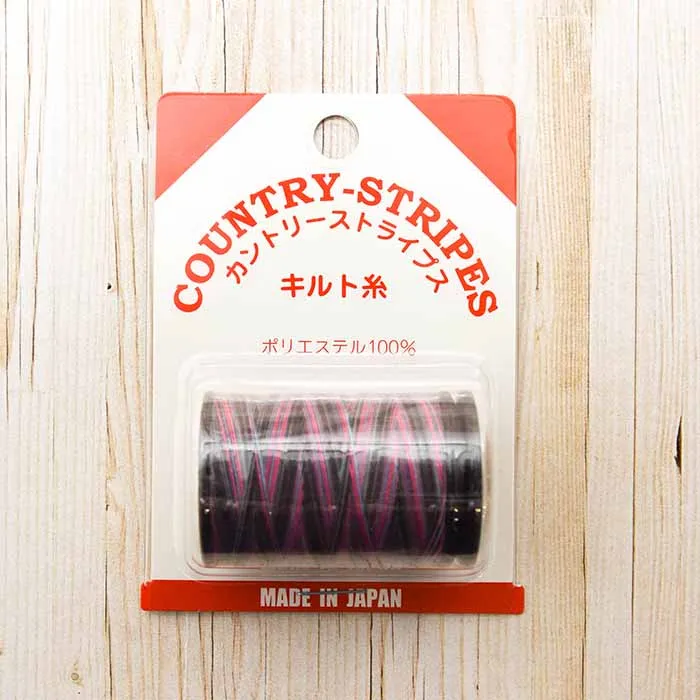 COUNTRY-STRIPES
カントリーストライプス
キルト糸
ポリエステル100%
MADE IN JAPAN